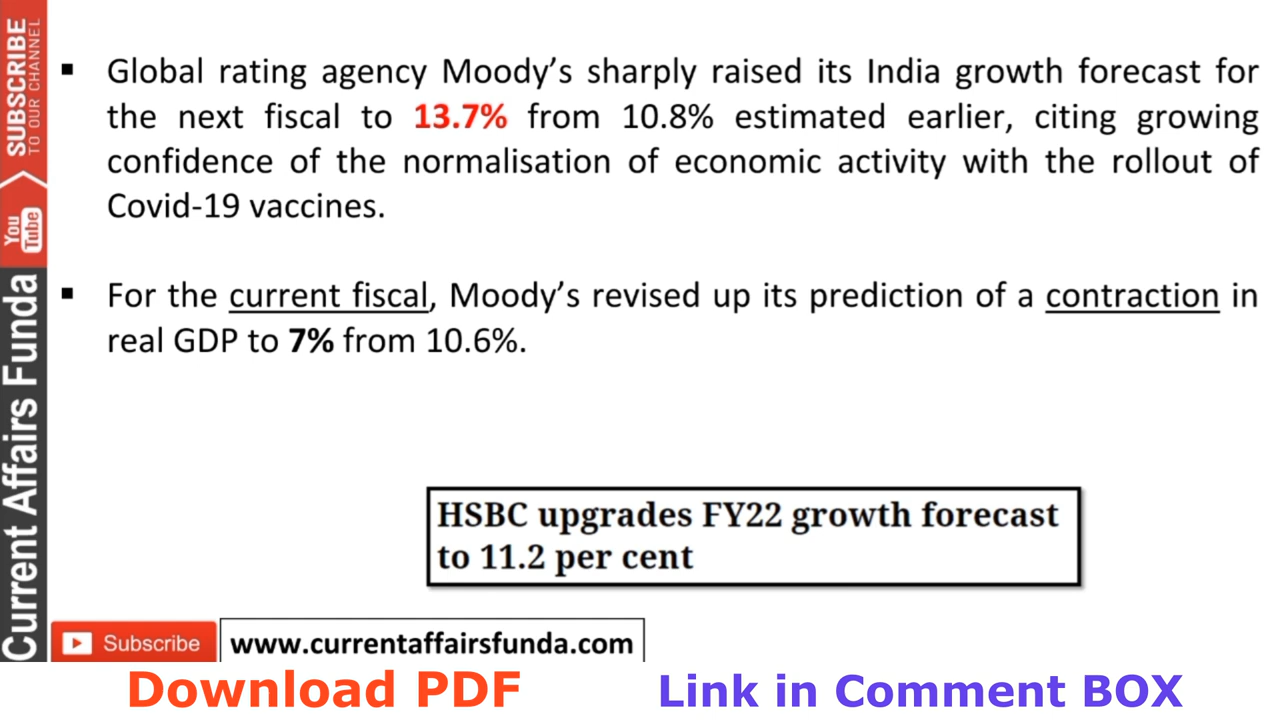 SUBSCRIBE
TO OUR CHANNEL
You
Tube
Current Affairs Funda
▪ Global rating agency Moody's sharply raised its India growth forecast for
the next fiscal to 13.7% from 10.8% estimated earlier, citing growing
confidence of the normalisation of economic activity with the rollout of
Covid-19 vaccines.
▪ For the current fiscal, Moody's revised up its prediction of a contraction in
real GDP to 7% from 10.6%.
HSBC upgrades FY22 growth forecast
to 11.2 per cent
Subscribe
www.currentaffairsfunda.com
Download PDF
Link in Comment BOX